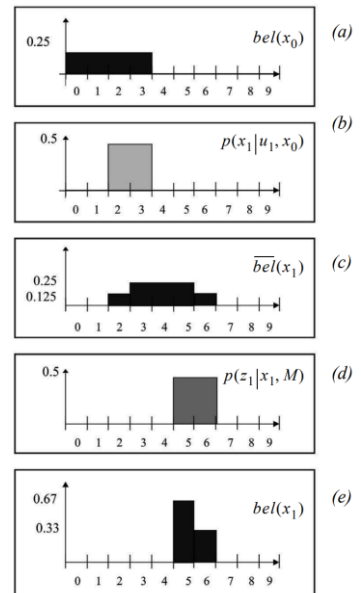 bel(x₀) (a)
0.25
0 1 2 3 4 5 6 7 8 9
(b)
0.5 p(x₁|u₁, x₀)
0 1 2 3 4 5 6 7 8 9
b̅e̅l̅(x₁) (c)
0.25
0.125
0 1 2 3 4 5 6 7 8 9
0.5 p(z₁|x₁, M) (d)
0 1 2 3 4 5 6 7 8 9
0.67 (e)
bel(x₁)
0.33
0 1 2 3 4 5 6 7 8 9